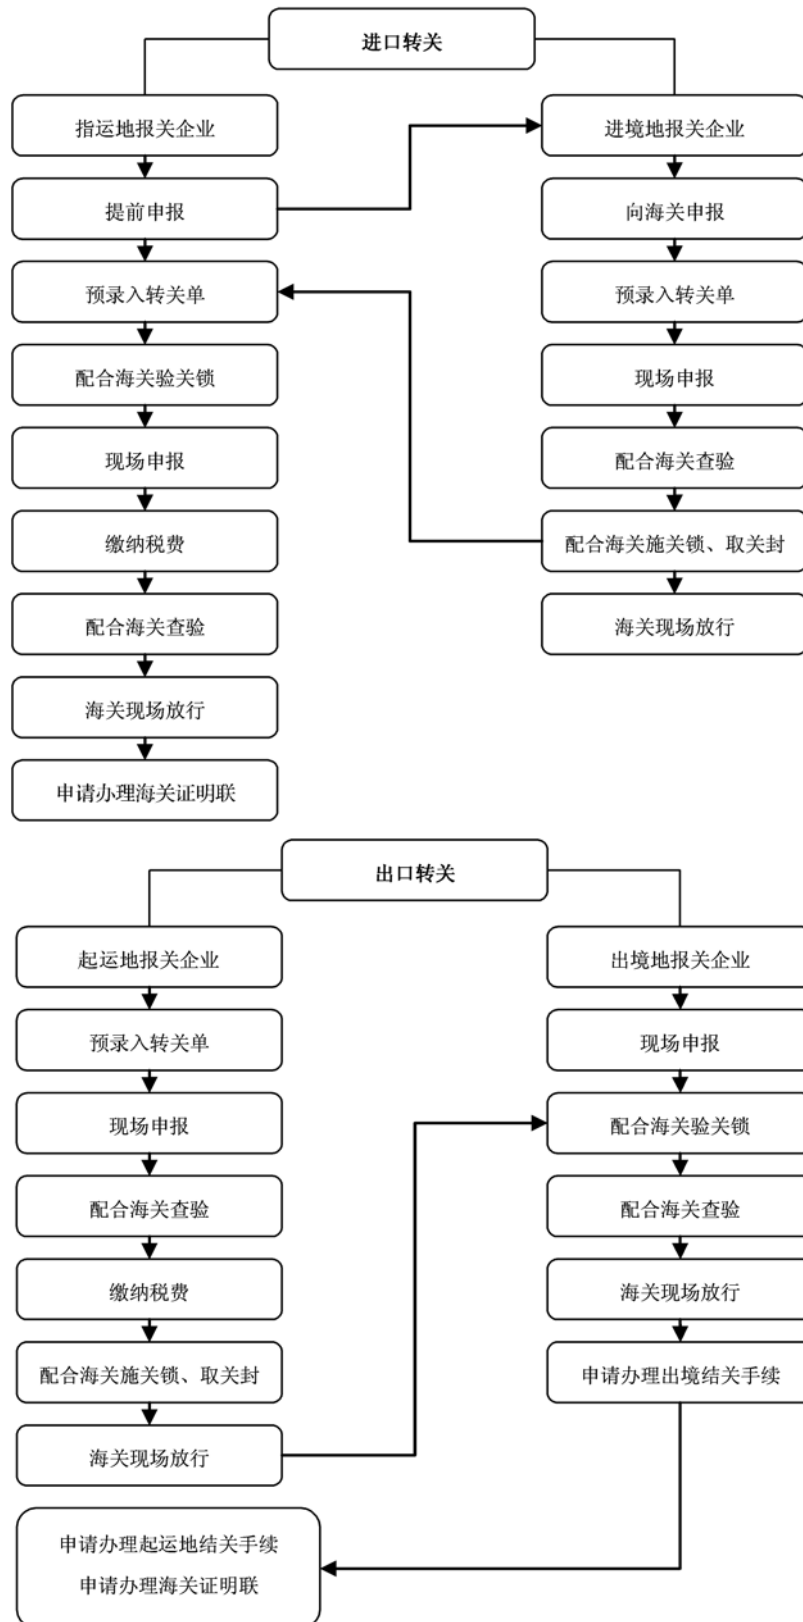 进口转关
指运地报关企业
提前申报
预录入转关单
配合海关验关锁
现场申报
缴纳税费
配合海关查验
海关现场放行
申请办理海关证明联
进境地报关企业
向海关申报
预录入转关单
现场申报
配合海关查验
配合海关施关锁、取关封
海关现场放行
出口转关
起运地报关企业
预录入转关单
现场申报
配合海关查验
缴纳税费
配合海关施关锁、取关封
海关现场放行
出境地报关企业
现场申报
配合海关验关锁
配合海关查验
海关现场放行
申请办理出境结关手续
申请办理起运地结关手续
申请办理海关证明联